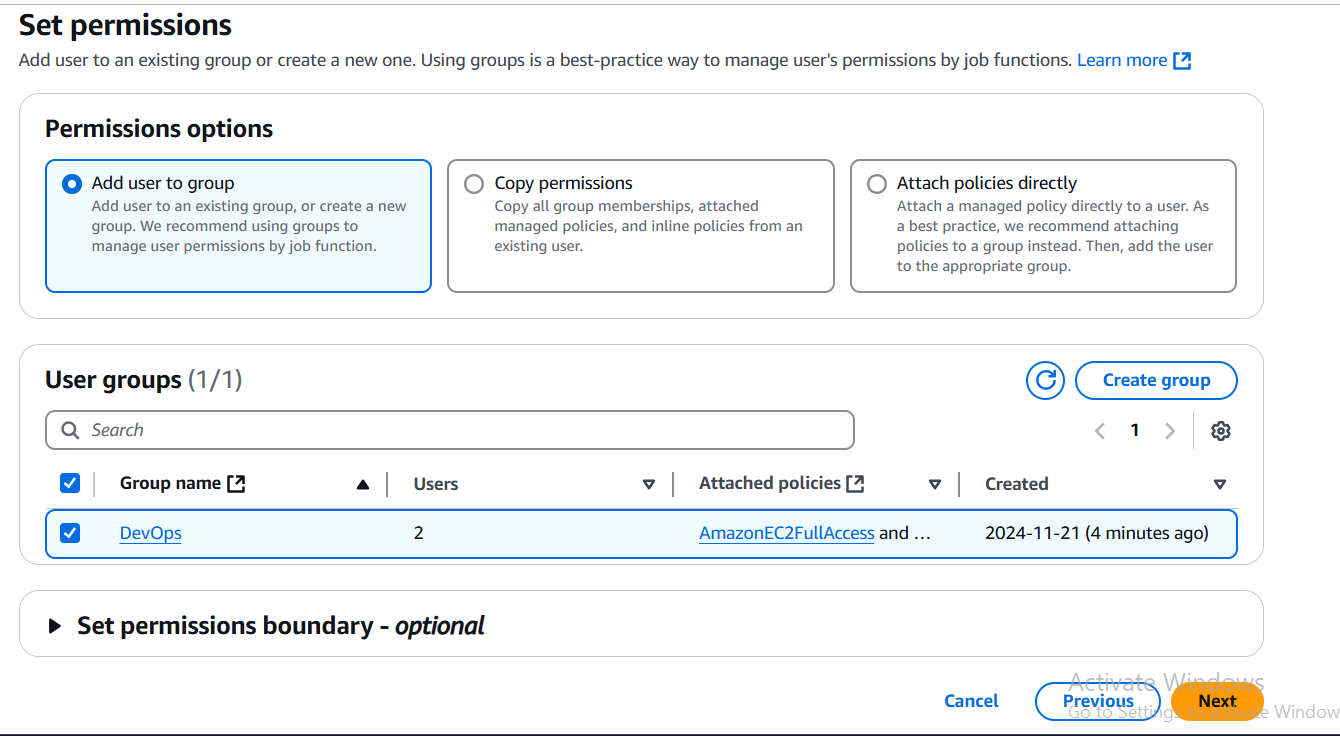 Set permissions
Add user to an existing group or create a new one. Using groups is a best-practice way to manage user's permissions by job functions. Learn more
Permissions options
Add user to group
Add user to an existing group, or create a new
group. We recommend using groups to
manage user permissions by job function.
Copy permissions
Copy all group memberships, attached
managed policies, and inline policies from an
existing user.
Attach policies directly
Attach a managed policy directly to a user. As
a best practice, we recommend attaching
policies to a group instead. Then, add the user
to the appropriate group.
User groups (1/1)
Create group
Search
1
Group name Users Attached policies Created
DevOps 2 AmazonEC2FullAccess and ... 2024-11-21 (4 minutes ago)
Set permissions boundary - optional
Activate Windows
Cancel Previous Next
Go to Settings to activate Window